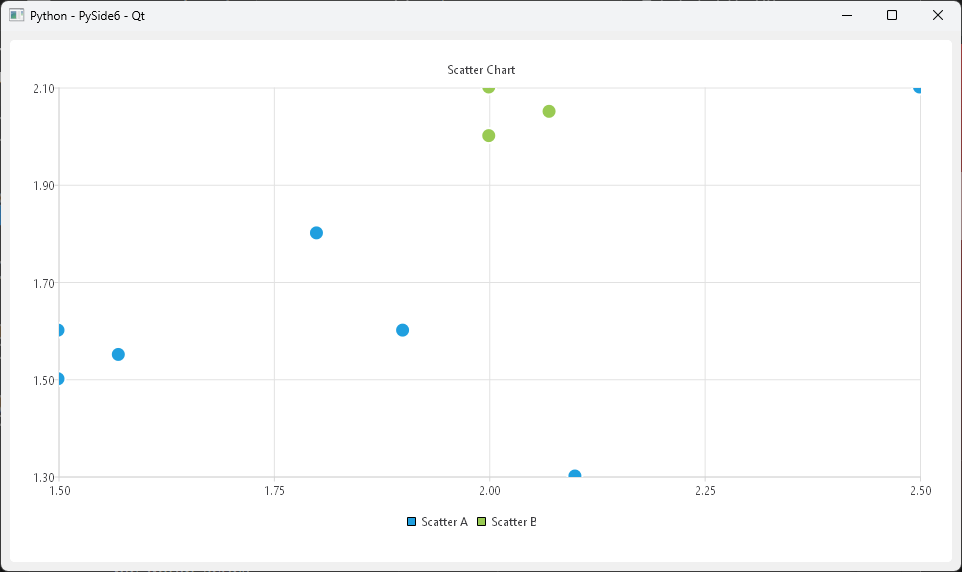 Python - PySide6 - Qt
Scatter Chart
2.10
1.90
1.70
1.50
1.30
1.50 1.75 2.00 2.25 2.50
Scatter A Scatter B